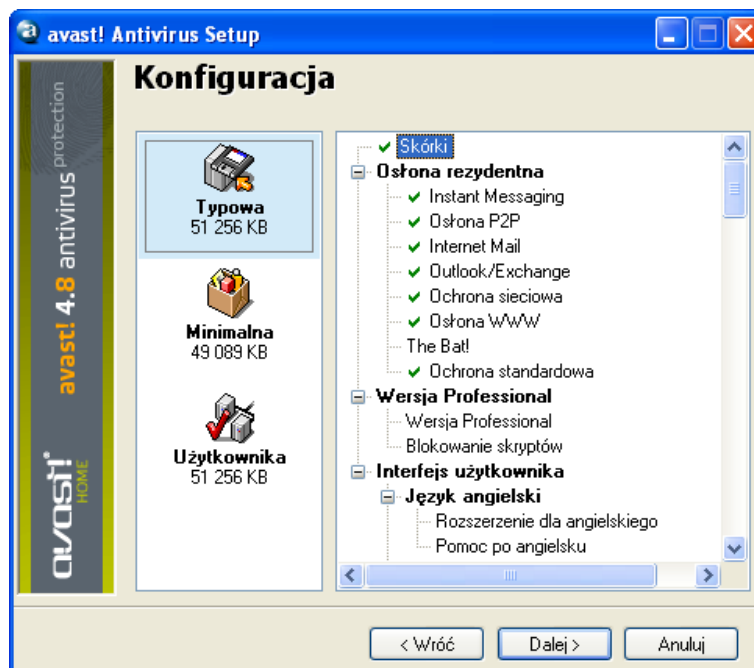 avast! Antivirus Setup
Konfiguracja
avast! 4.8 antivirus protection
avast! HOME
Typowa
51 256 KB
Minimalna
49 089 KB
Użytkownika
51 256 KB
Skórki
Osłona rezydentna
Instant Messaging
Osłona P2P
Internet Mail
Outlook/Exchange
Ochrona sieciowa
Osłona WWW
The Bat!
Ochrona standardowa
Wersja Professional
Wersja Professional
Blokowanie skryptów
Interfejs użytkownika
Język angielski
Rozszerzenie dla angielskiego
Pomoc po angielsku
< Wróć
Dalej >
Anuluj